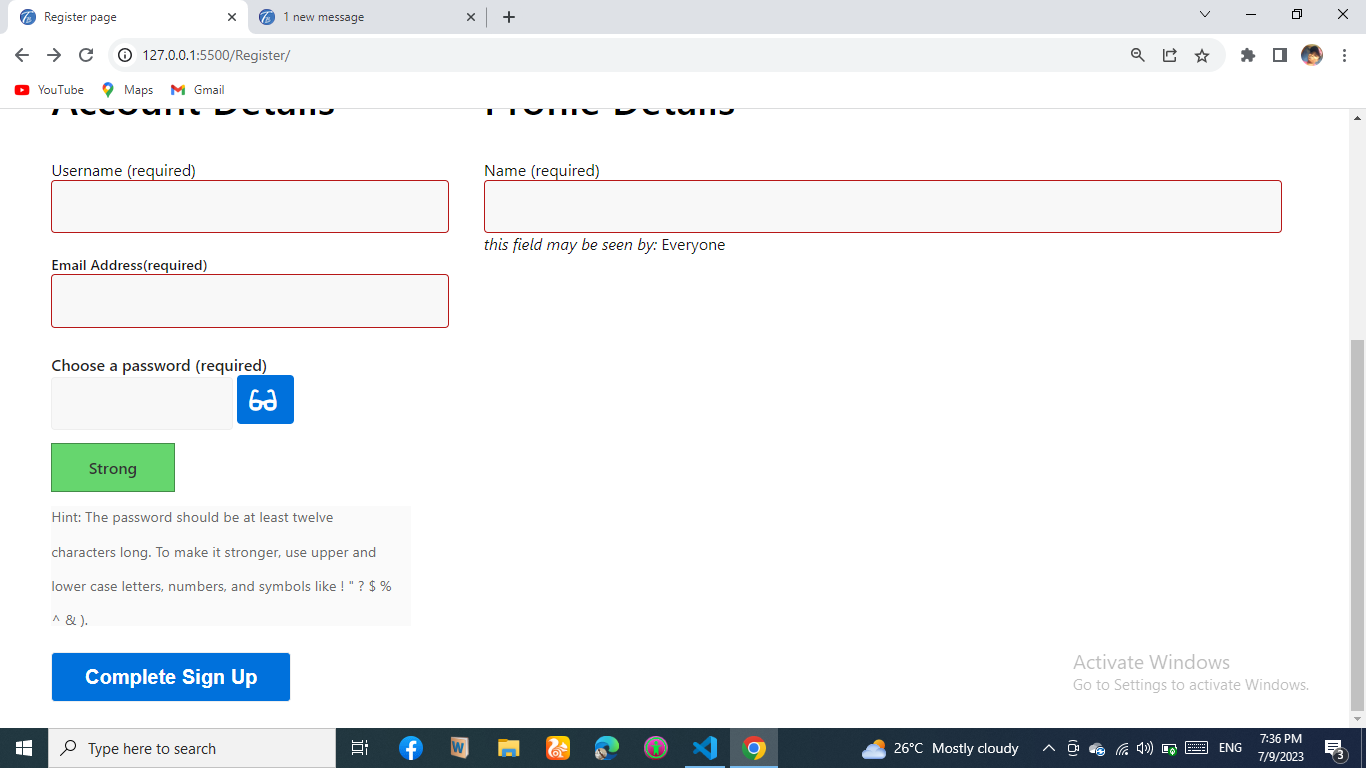 Register page
1 new message
127.0.0.1:5500/Register/
YouTube Maps Gmail
Account Details Profile Details
Username (required) Name (required)
this field may be seen by: Everyone
Email Address(required)
Choose a password (required)
Strong
Hint: The password should be at least twelve
characters long. To make it stronger, use upper and
lower case letters, numbers, and symbols like ! " ? $ %
^ & ).
Complete Sign Up
Activate Windows
Go to Settings to activate Windows.
Type here to search
W
26°C Mostly cloudy
ENG
7:36 PM
7/9/2023
3